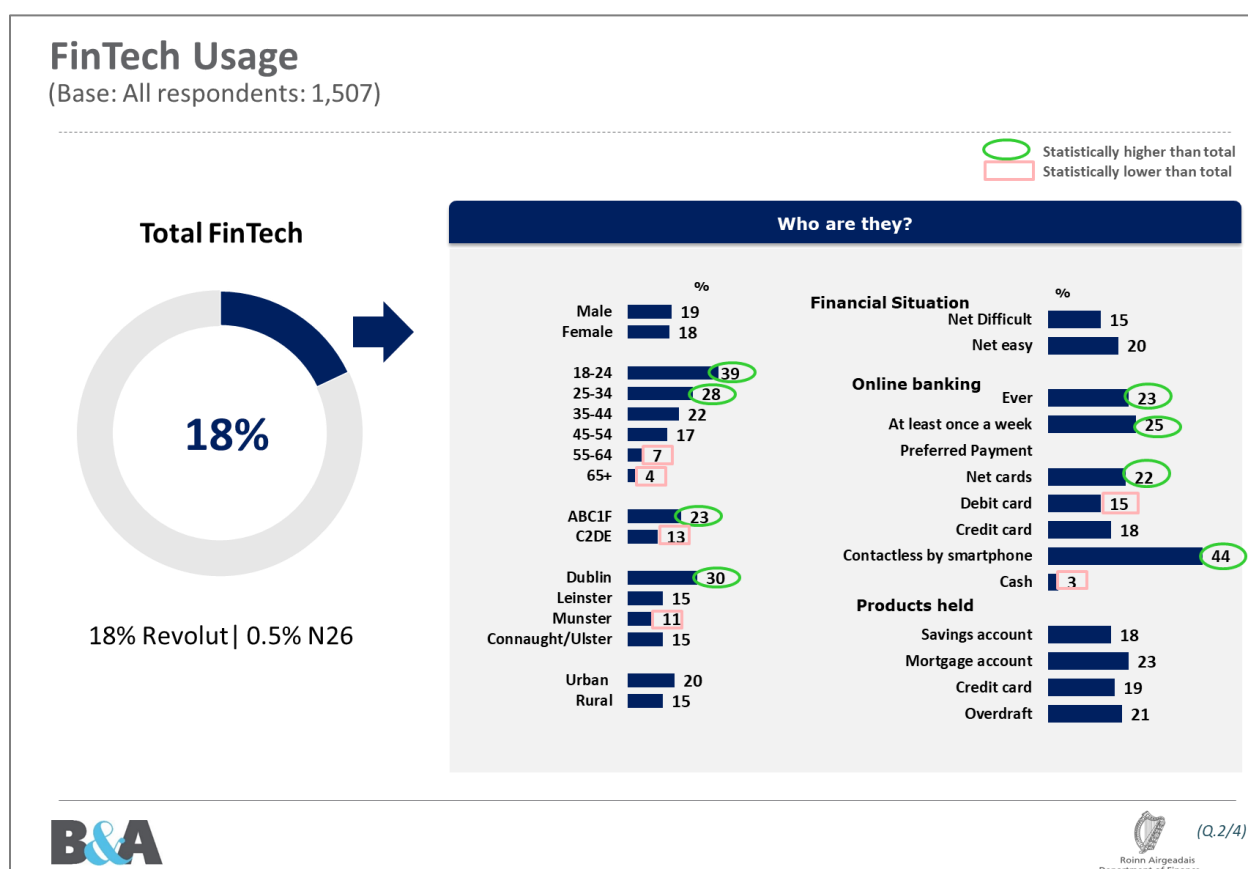 FinTech Usage
(Base: All respondents: 1,507)
Statistically higher than total
Statistically lower than total
Total FinTech
18%
18% Revolut| 0.5% N26
Who are they?
%
Male 19
Female 18
18-24 39
25-34 28
35-44 22
45-54 17
55-64 7
65+ 4
ABC1F 23
C2DE 13
Dublin 30
Leinster 15
Munster 11
Connaught/Ulster 15
Urban 20
Rural 15
%
Financial Situation
Net Difficult 15
Net easy 20
Online banking
Ever 23
At least once a week 25
Preferred Payment
Net cards 22
Debit card 15
Credit card 18
Contactless by smartphone 44
Cash 3
Products held
Savings account 18
Mortgage account 23
Credit card 19
Overdraft 21
B&A
(Q.2/4)
Roinn Airgeadais
Department of Finance